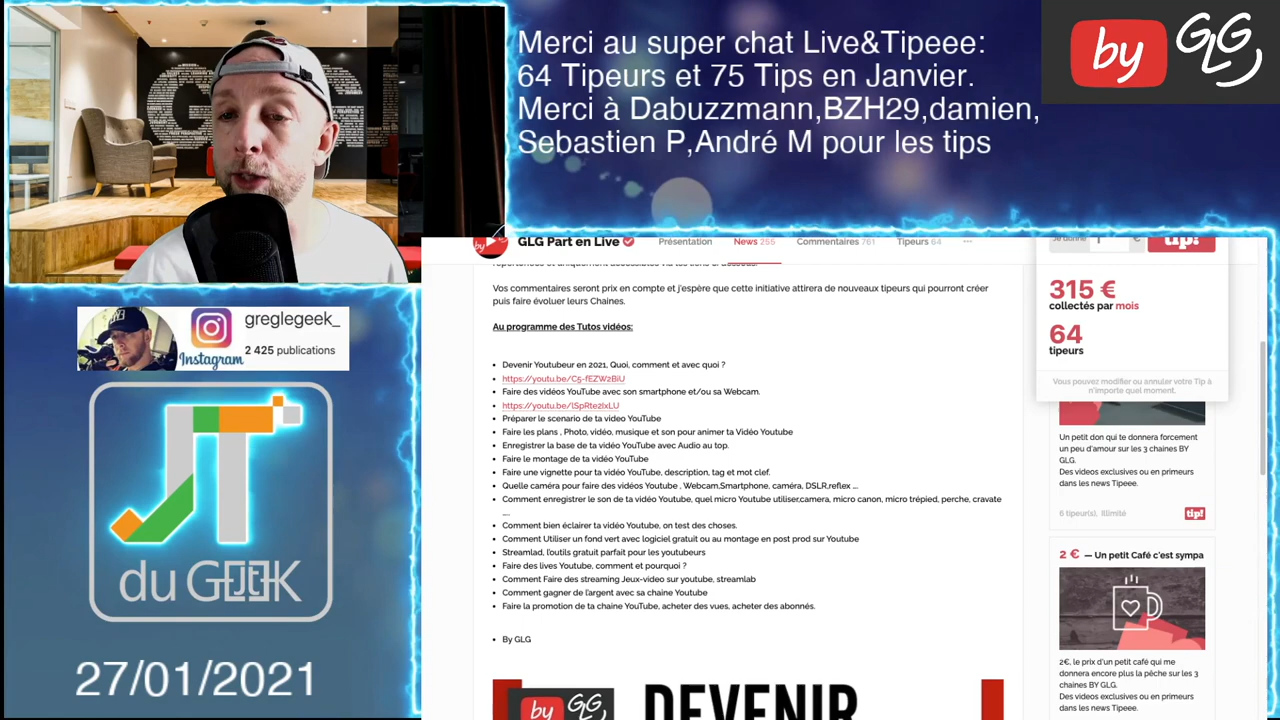 Merci au super chat Live&Tipeee:
64 Tipeurs et 75 Tips en Janvier.
Merci à Dabuzzmann,BZH29,damien,
Sebastien P,André M pour les tips
by GLG
by
GLG Part en Live
Présentation
News 255
Commentaires 761
Tipeurs 64
Je donne
€
tip!
Vos commentaires seront prix en compte et j'espère que cette initiative attirera de nouveaux tipeurs qui pourront créer
puis faire évoluer leurs Chaines.
Au programme des Tutos vidéos:
Devenir Youtubeur en 2021, Quoi, comment et avec quoi ?
https://youtu.be/C5-fEZW2BiU
Faire des vidéos YouTube avec son smartphone et/ou sa Webcam.
https://youtu.be/lSpRtezIxLU
Préparer le scenario de ta video YouTube
Faire les plans , Photo, vidéo, musique et son pour animer ta Vidéo Youtube
Enregistrer la base de ta vidéo YouTube avec Audio au top.
Faire le montage de ta vidéo YouTube
Faire une vignette pour ta vidéo YouTube, description, tag et mot clef.
Quelle caméra pour faire des vidéos Youtube , Webcam,Smartphone, caméra, DSLR,reflex ...
Comment enregistrer le son de ta vidéo Youtube, quel micro Youtube utiliser,camera, micro canon, micro trépied, perche, cravate
....
Comment bien éclairer ta vidéo Youtube, on test des choses.
Comment Utiliser un fond vert avec logiciel gratuit ou au montage en post prod sur Youtube
Streamlad, l'outils gratuit parfait pour les youtubeurs
Faire des lives Youtube, comment et pourquoi ?
Comment Faire des streaming Jeux-video sur youtube, streamlab
Comment gagner de l'argent avec sa chaine Youtube
Faire la promotion de ta chaine YouTube, acheter des vues, acheter des abonnés.
By GLG
by GLG
DEVENIR
315 €
collectés par mois
64
tipeurs
Vous pouvez modifier ou annuler votre Tip à
n'importe quel moment.
Un petit don qui te donnera forcement
un peu d'amour sur les 3 chaines BY
GLG.
Des videos exclusives ou en primeurs
dans les news Tipeee.
6 tipeur(s), Illimité
tip!
2 € — Un petit Café c'est sympa
2€, le prix d'un petit café qui me
donnera encore plus la pêche sur les 3
chaines BY GLG.
Des videos exclusives ou en primeurs
dans les news Tipeee.
greglegeek_
2 425 publications
Instagram
JT
du GEEK
27/01/2021